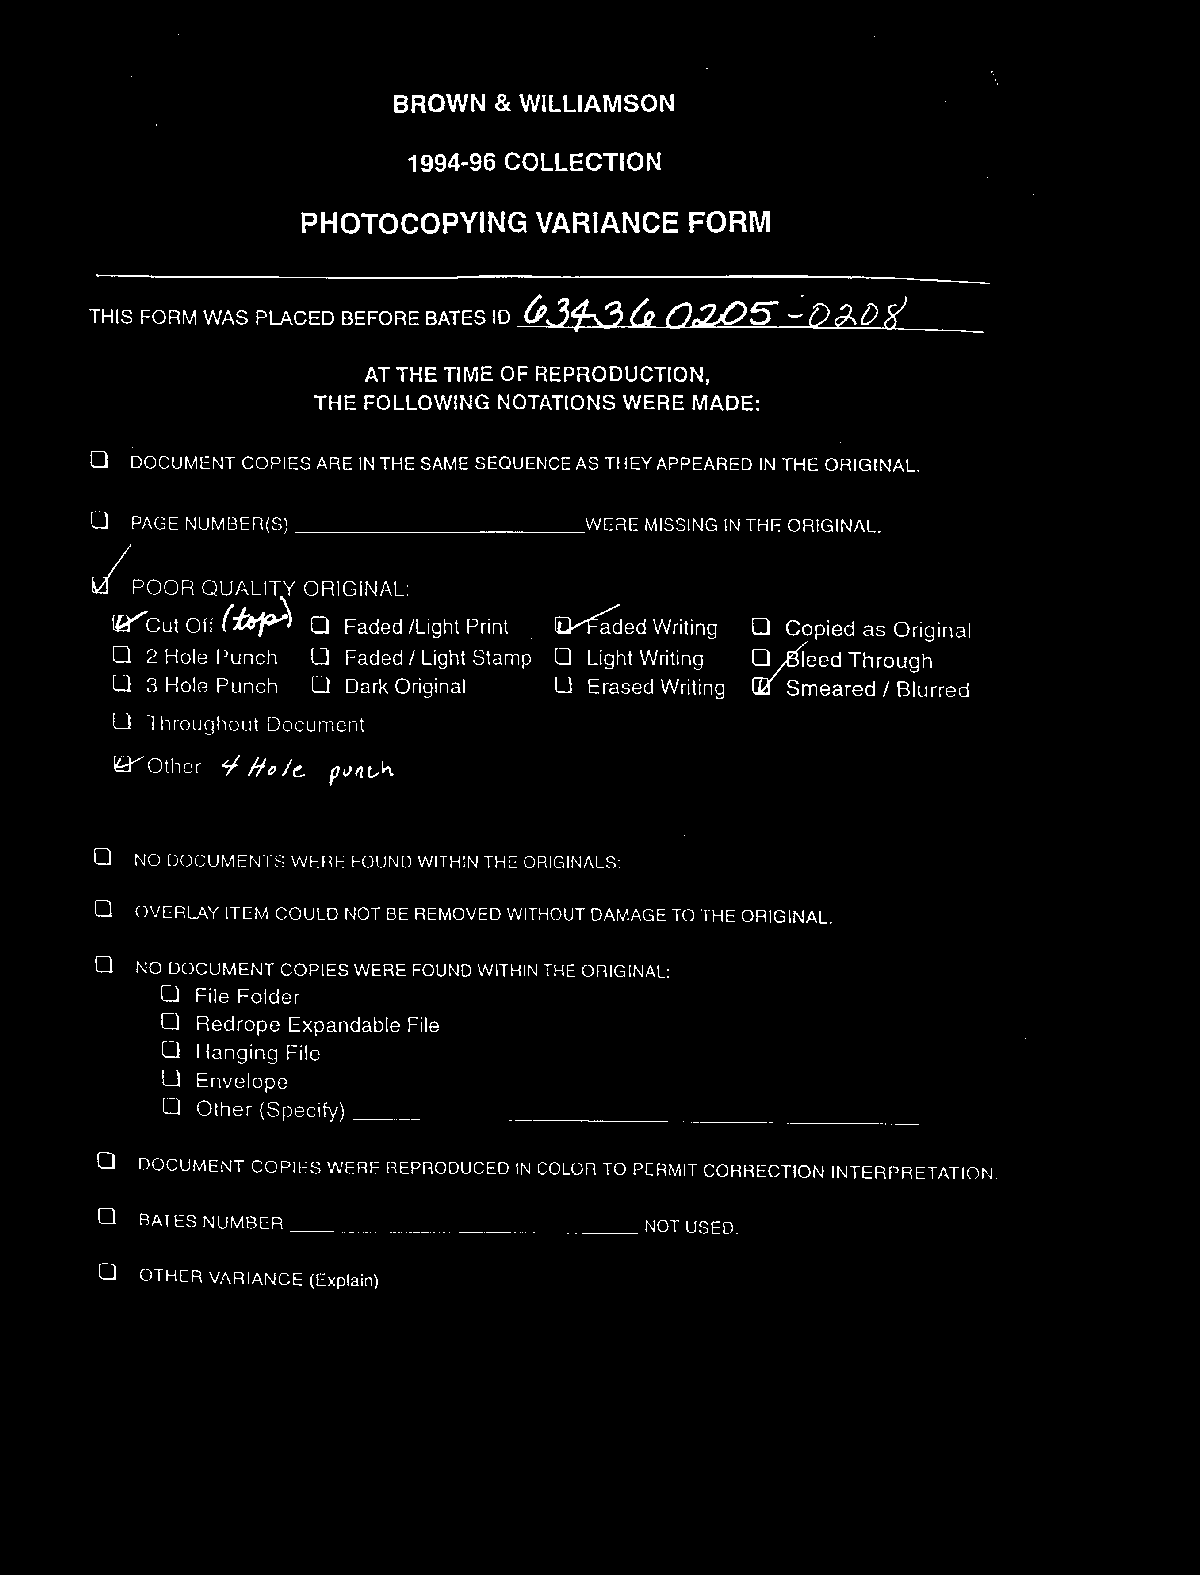 BROWN & WILLIAMSON
1994-96 COLLECTION
PHOTOCOPYING VARIANCE FORM
THIS FORM WAS PLACED BEFORE BATES ID 634360205-0208
AT THE TIME OF REPRODUCTION,
THE FOLLOWING NOTATIONS WERE MADE:
DOCUMENT COPIES ARE IN THE SAME SEQUENCE AS THEY APPEARED IN THE ORIGINAL.
PAGE NUMBER(S) WERE MISSING IN THE ORIGINAL.
POOR QUALITY ORIGINAL:
Cut Off (top) Faded /Light Print Faded Writing Copied as Original
2 Hole Punch Faded / Light Stamp Light Writing Bleed Through
3 Hole Punch Dark Original Erased Writing Smeared / Blurred
Throughout Document
Other 4 Hole punch
NO DOCUMENTS WERE FOUND WITHIN THE ORIGINALS:
OVERLAY ITEM COULD NOT BE REMOVED WITHOUT DAMAGE TO THE ORIGINAL.
NO DOCUMENT COPIES WERE FOUND WITHIN THE ORIGINAL:
File Folder
Redrope Expandable File
Hanging File
Envelope
Other (Specify)
DOCUMENT COPIES WERE REPRODUCED IN COLOR TO PERMIT CORRECTION INTERPRETATION.
BATES NUMBER NOT USED.
OTHER VARIANCE (Explain)